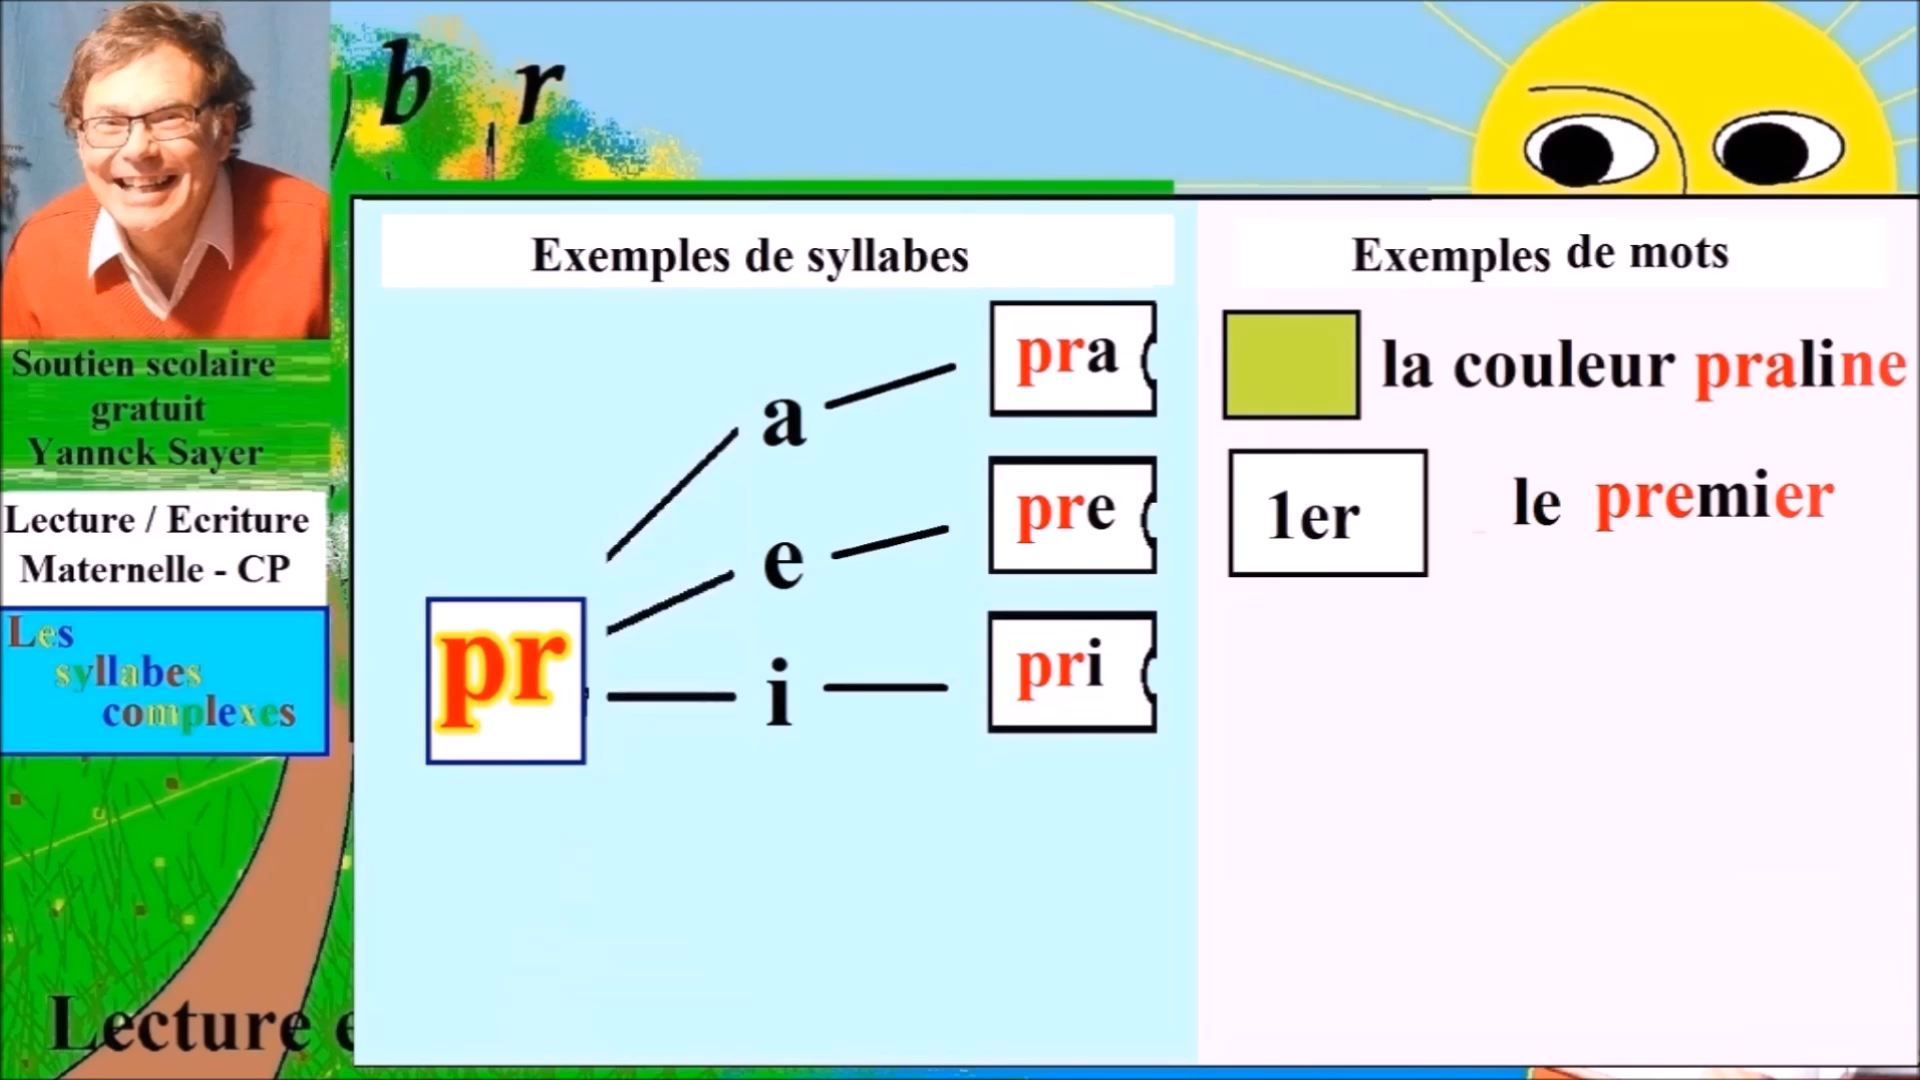 b r
Soutien scolaire
gratuit
Yannck Sayer
Lecture / Ecriture
Maternelle - CP
Les
syllabes
complexes
Lecture e
Exemples de syllabes
pr
a
e
i
pra
pre
pri
Exemples de mots
la couleur praline
1er
le premier